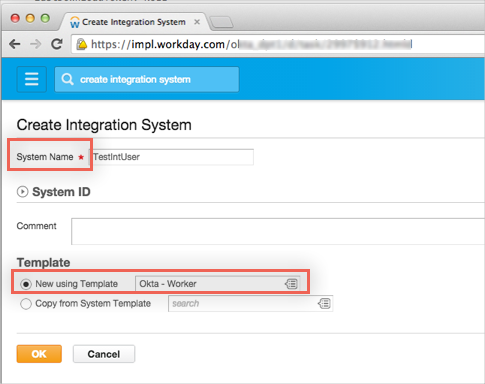 Create Integration System
https://impl.workday.com/
create integration system
Create Integration System
System Name * TestIntUser
System ID
Comment
Template
New using Template Okta - Worker
Copy from System Template search
OK Cancel